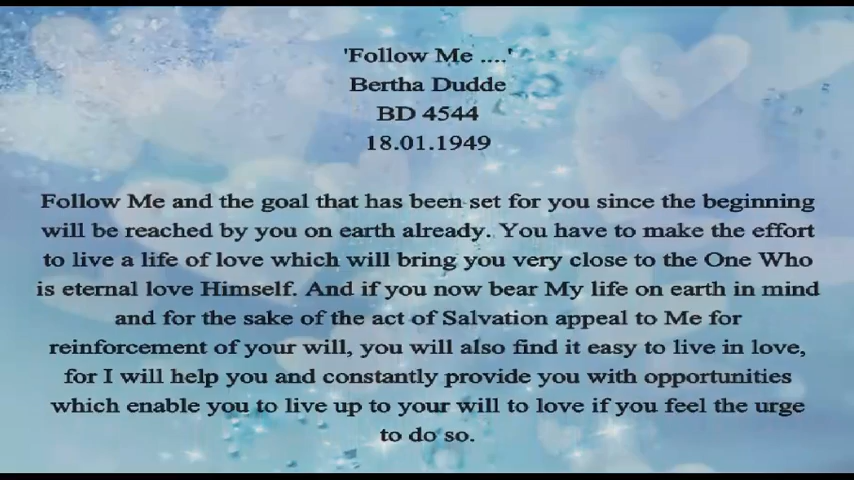 'Follow Me ....'
Bertha Dudde
BD 4544
18.01.1949
Follow Me and the goal that has been set for you since the beginning
will be reached by you on earth already. You have to make the effort
to live a life of love which will bring you very close to the One Who
is eternal love Himself. And if you now bear My life on earth in mind
and for the sake of the act of Salvation appeal to Me for
reinforcement of your will, you will also find it easy to live in love,
for I will help you and constantly provide you with opportunities
which enable you to live up to your will to love if you feel the urge
to do so.